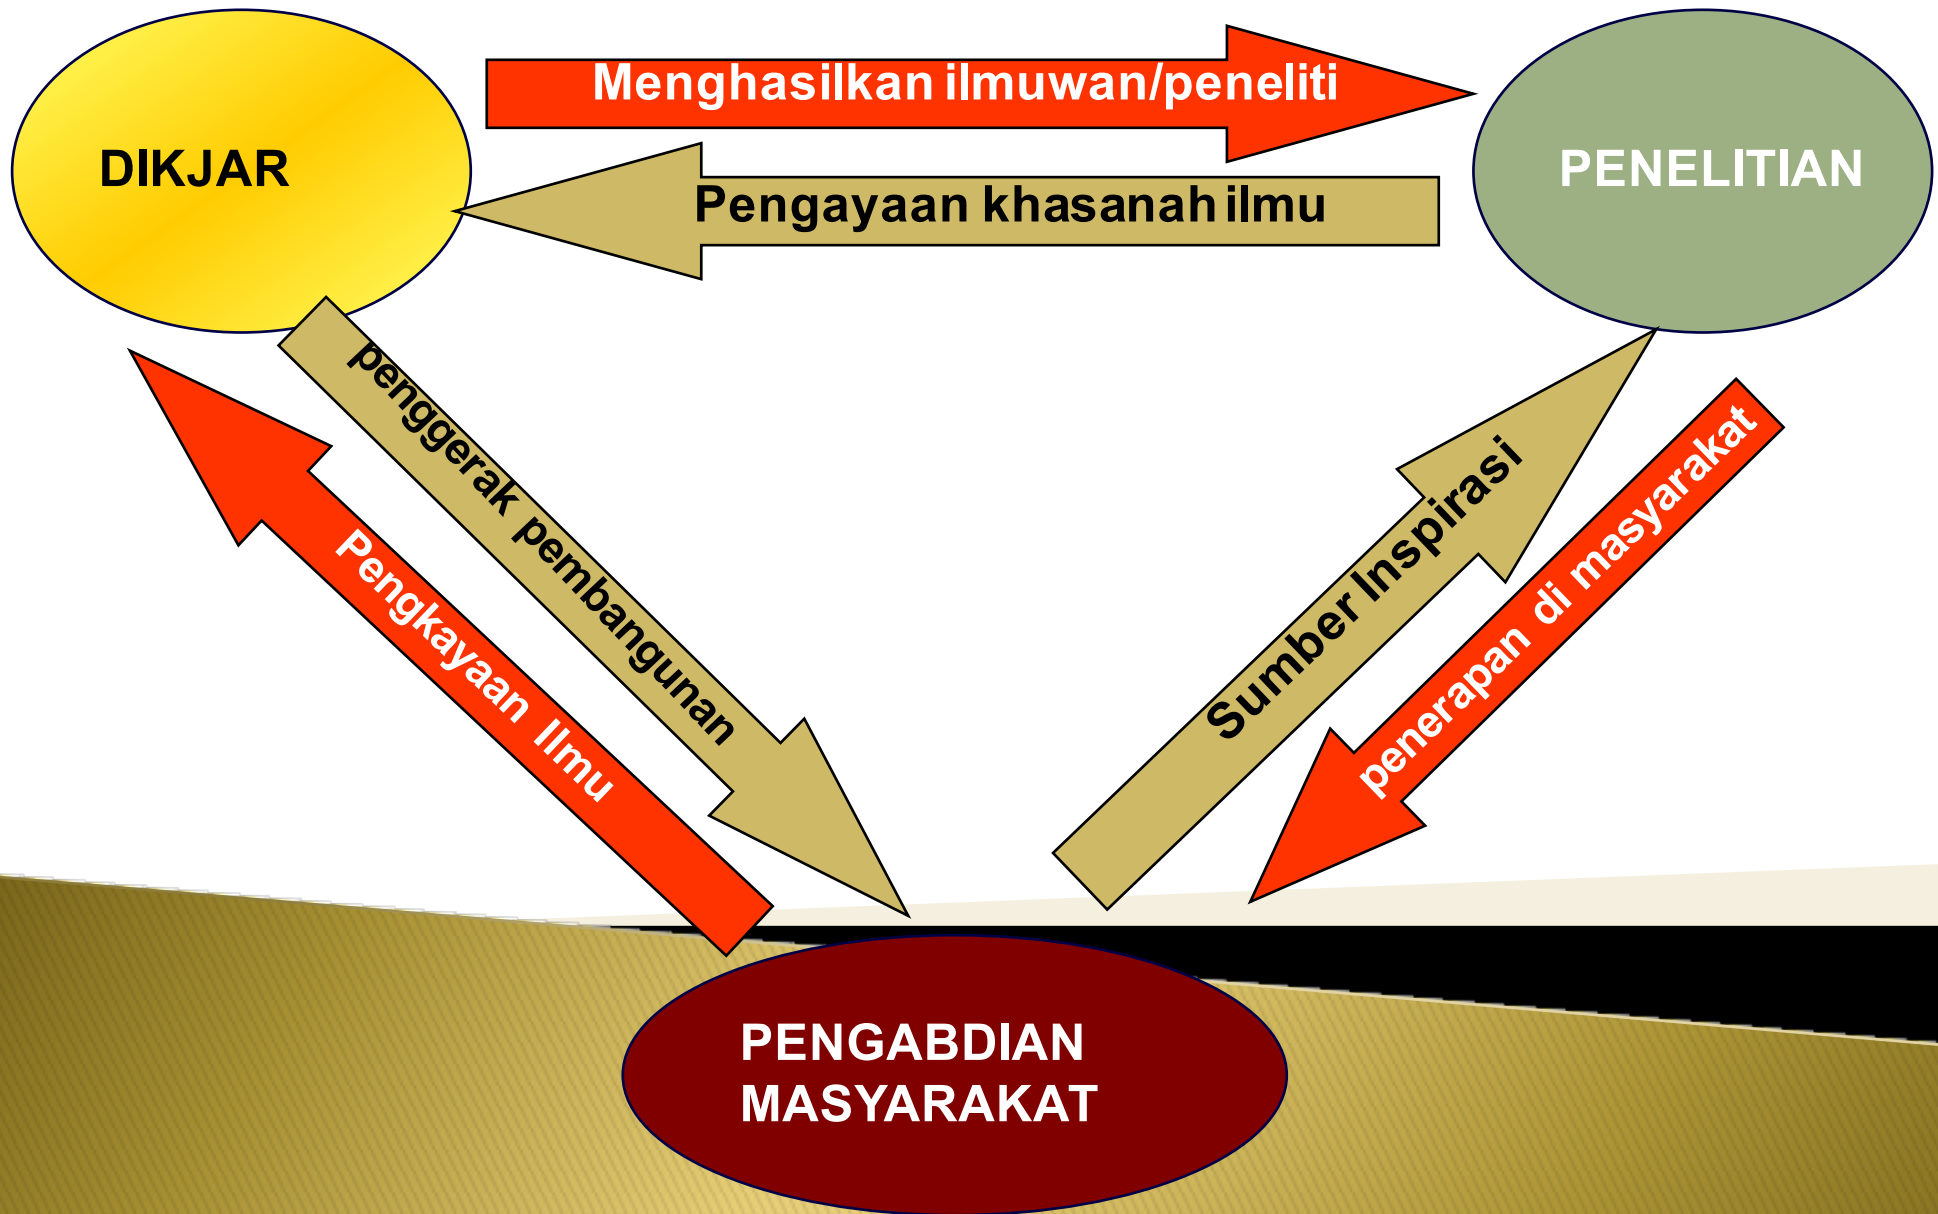 Menghasilkan ilmuwan/peneliti
DIKJAR
PENELITIAN
Pengayaan khasanah ilmu
penggerak pembangunan
Pengkayaan Ilmu
Sumber Inspirasi
penerapan di masyarakat
PENGABDIAN
MASYARAKAT